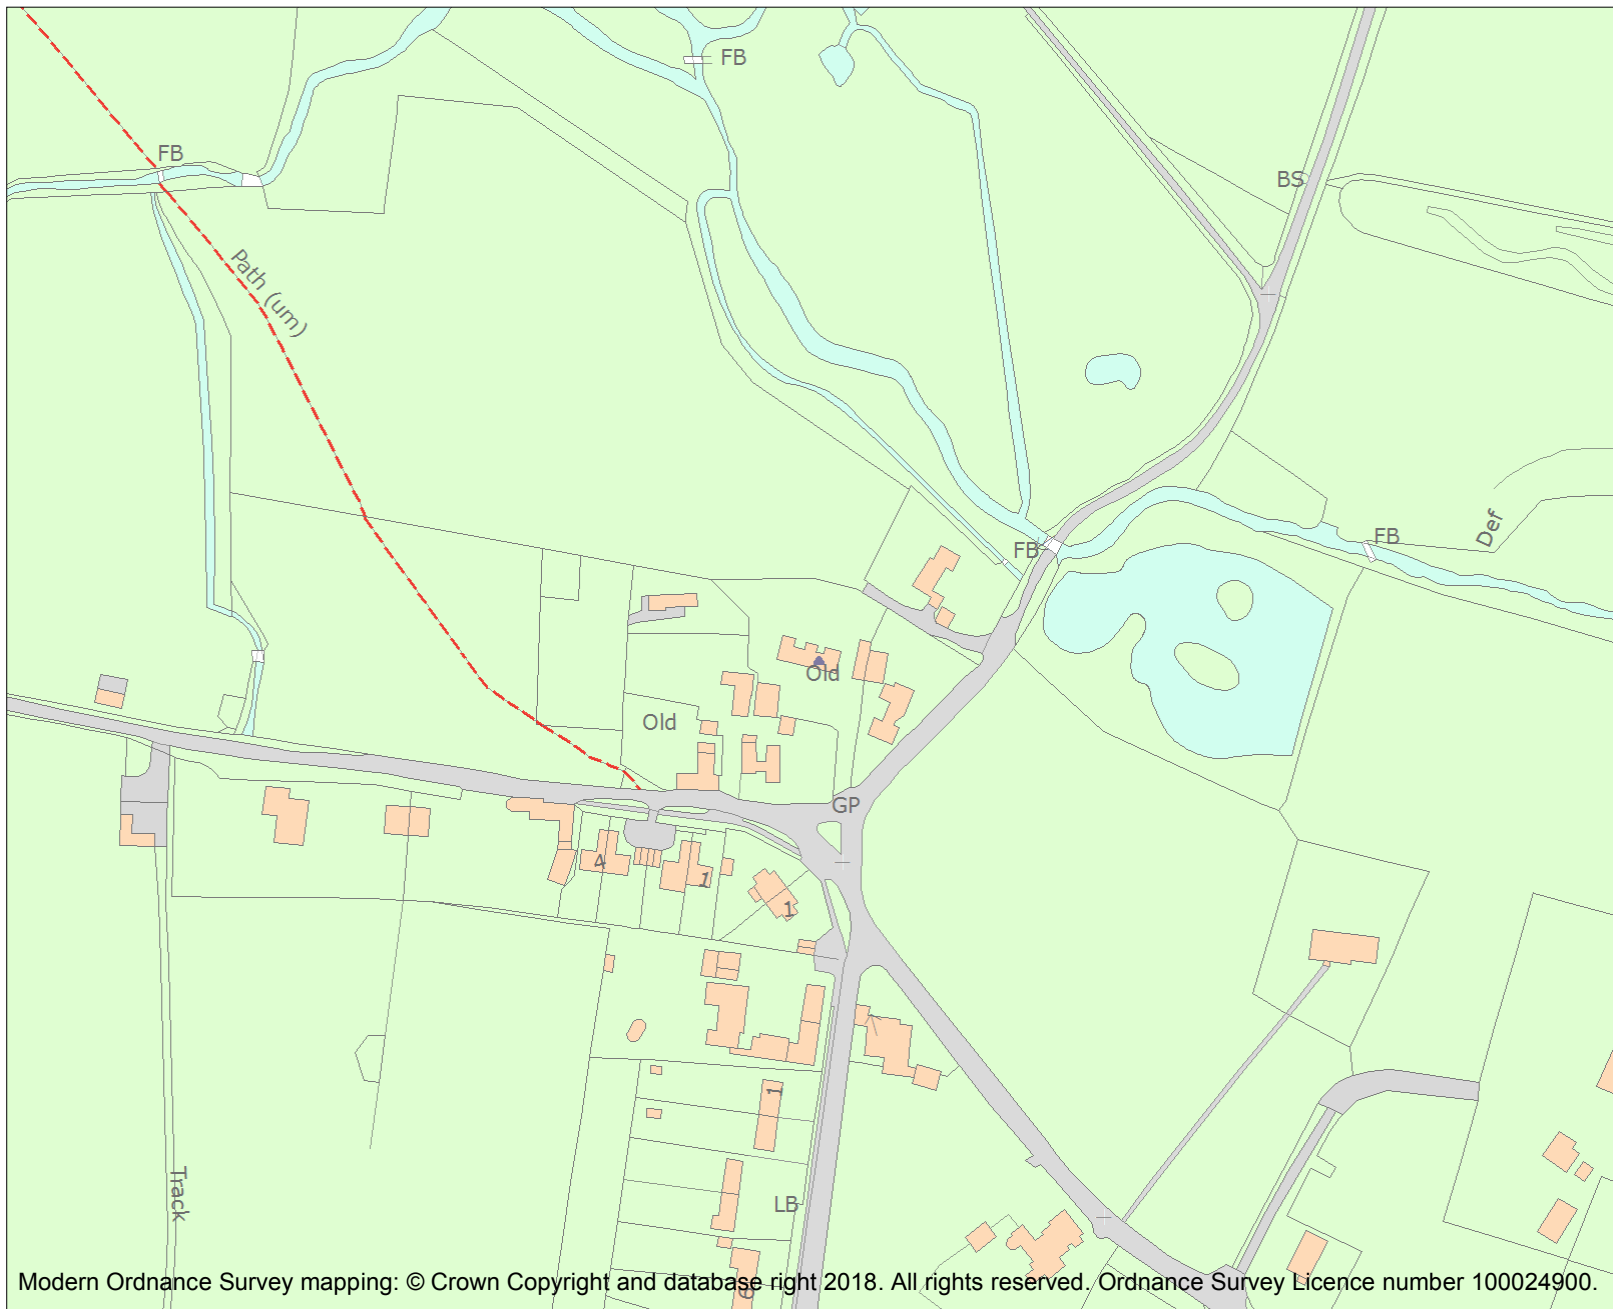 FB
FB
BS
Path (um)
Def
FB
FB
Old
Old
GP
4
1
1
1
Track
LB
Modern Ordnance Survey mapping: © Crown Copyright and database right 2018. All rights reserved. Ordnance Survey Licence number 100024900.